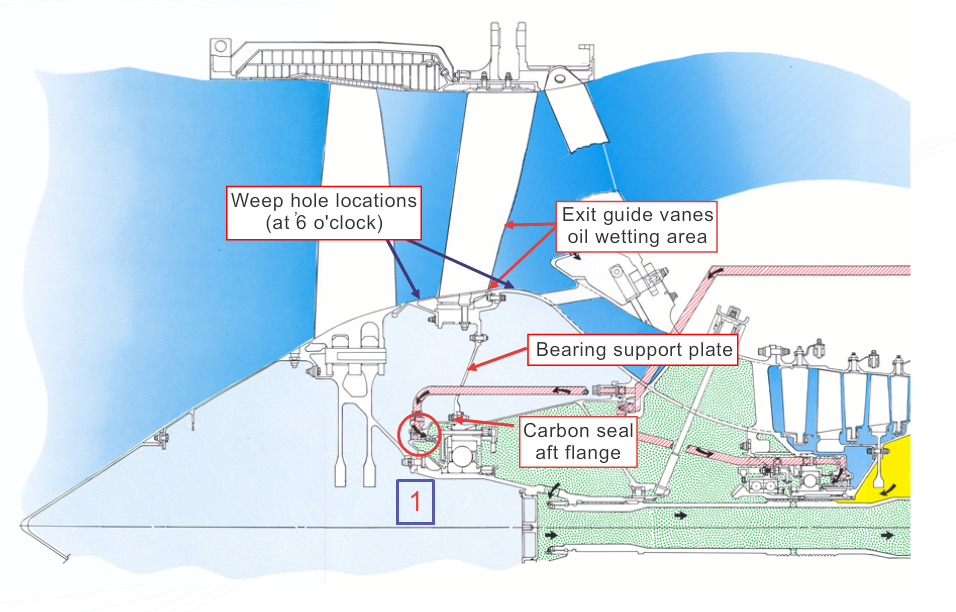 Weep hole locations
(at 6 o'clock)
Exit guide vanes
oil wetting area
Bearing support plate
Carbon seal
aft flange
1